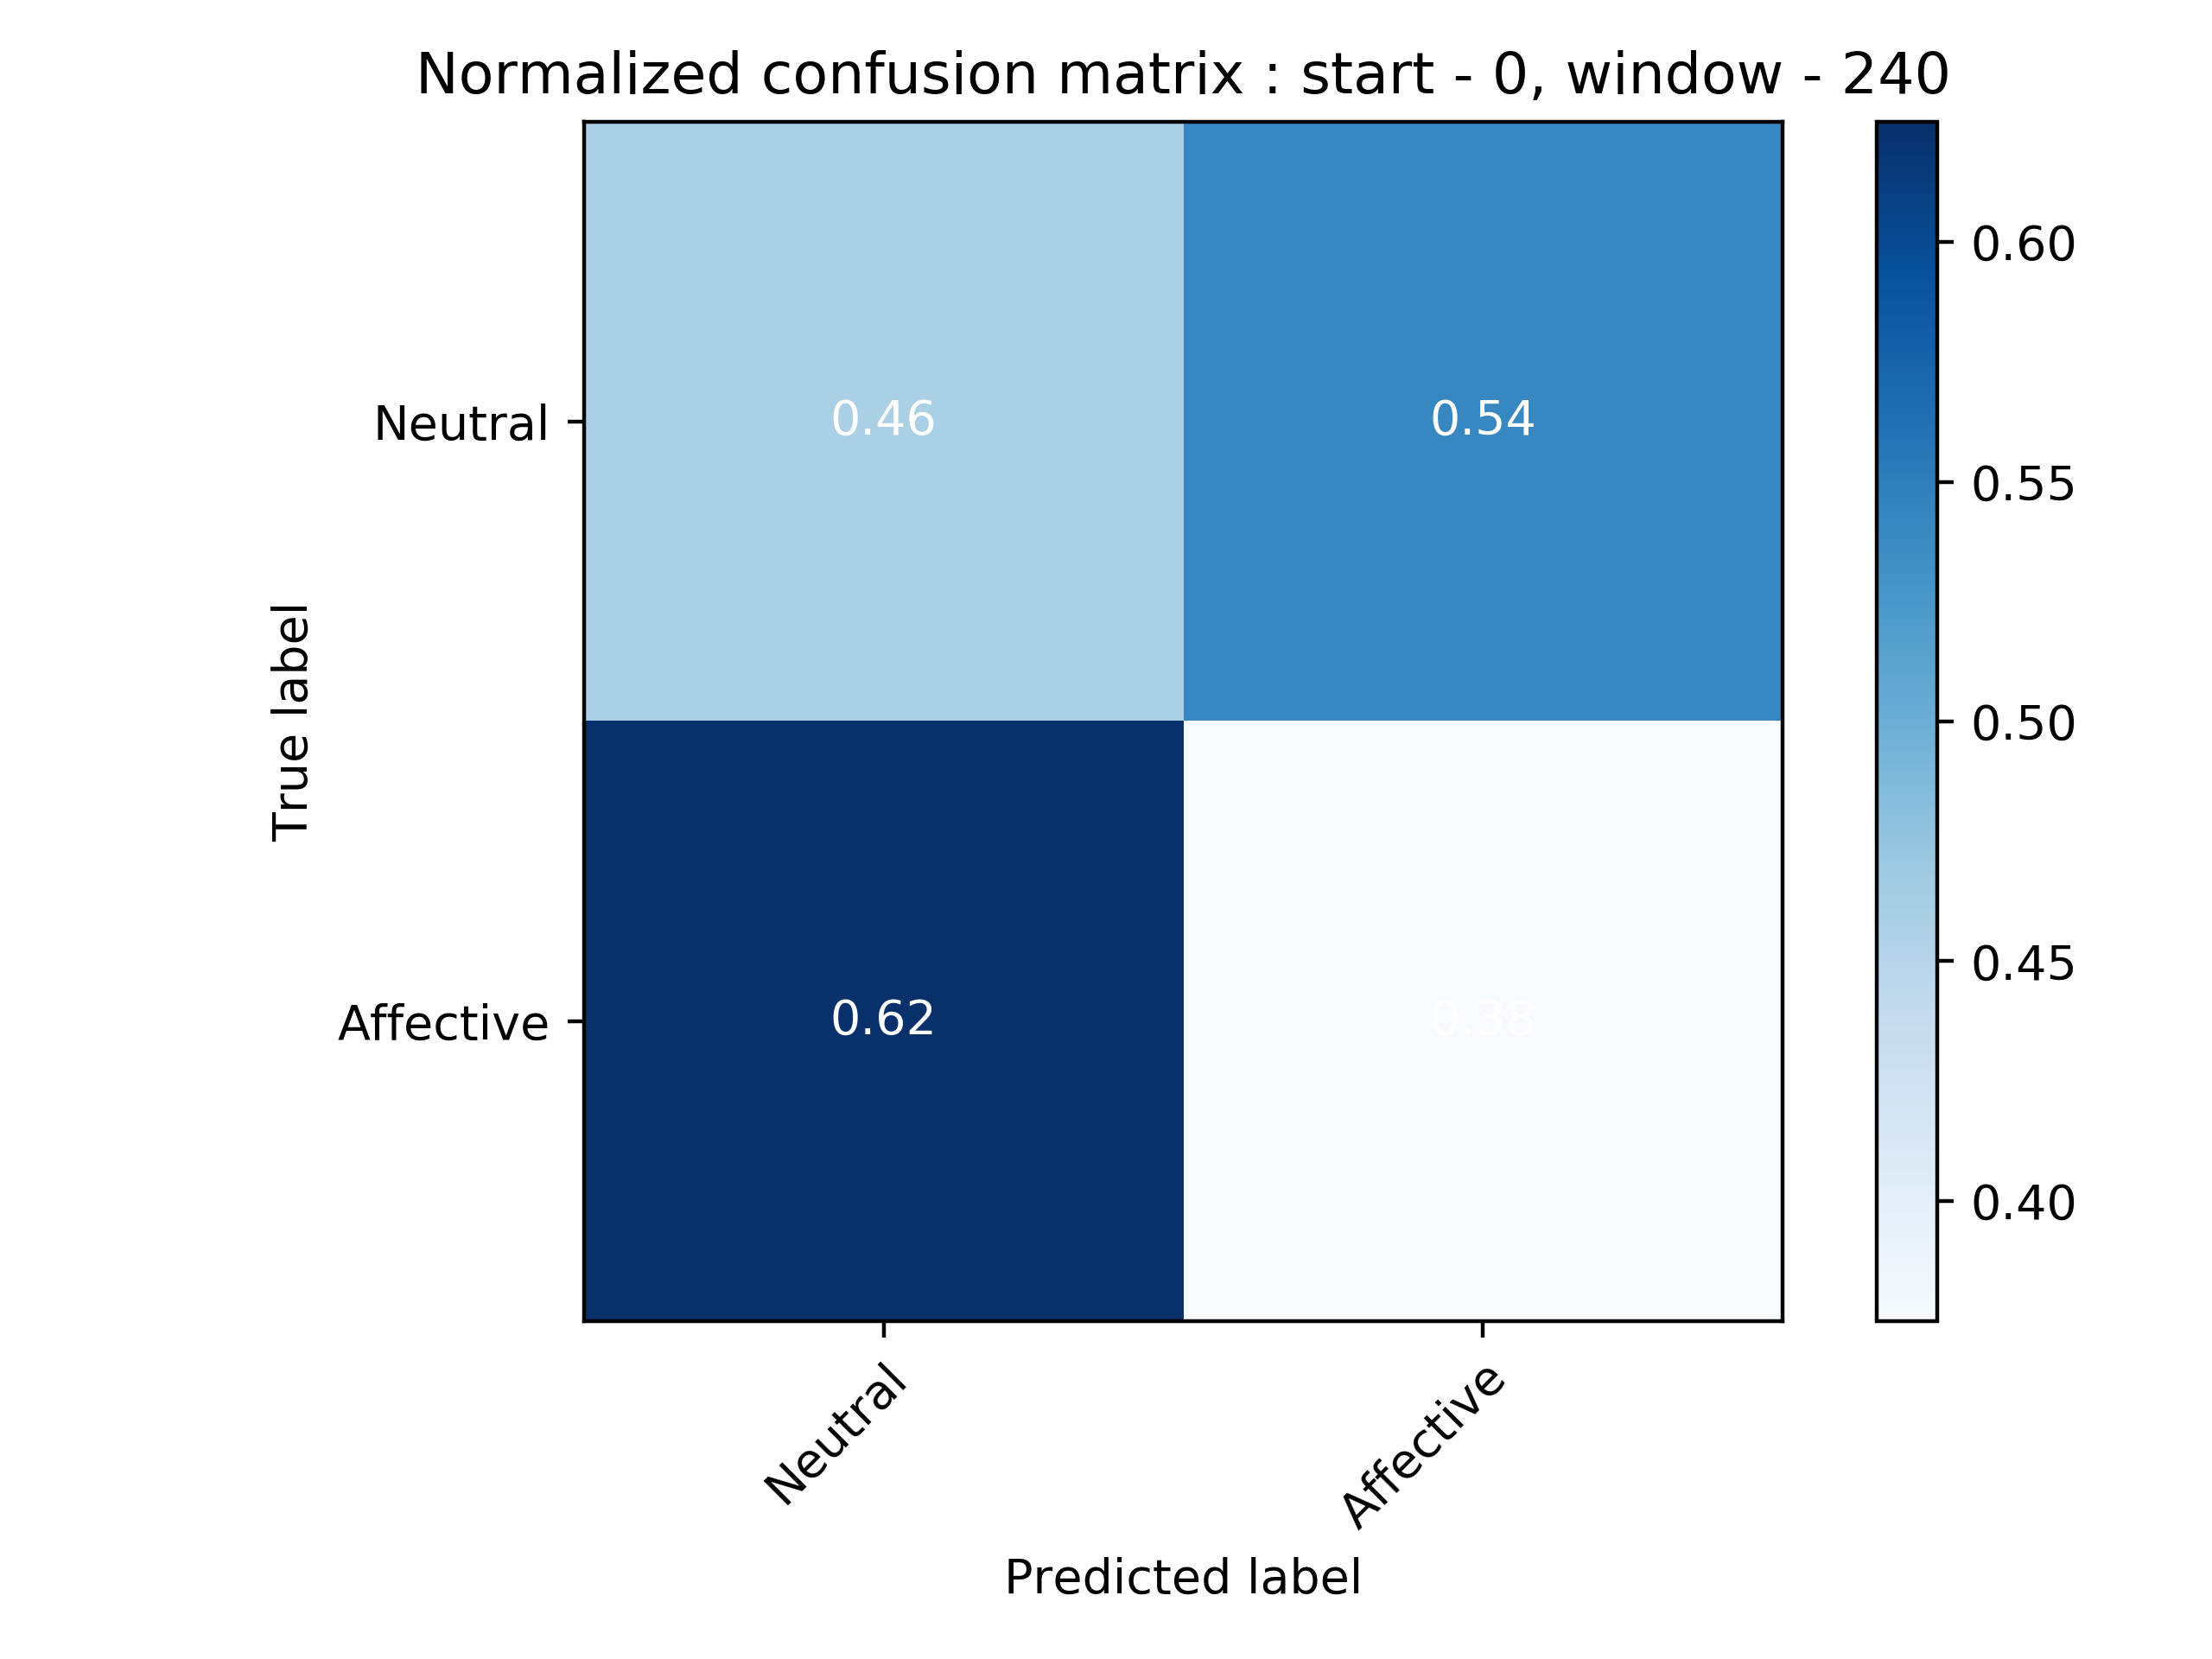 Normalized confusion matrix : start - 0, window - 240
0.60
Neutral
0.46
0.54
0.55
True label
0.50
0.45
Affective
0.62
0.38
0.40
Neutral
Affective
Predicted label